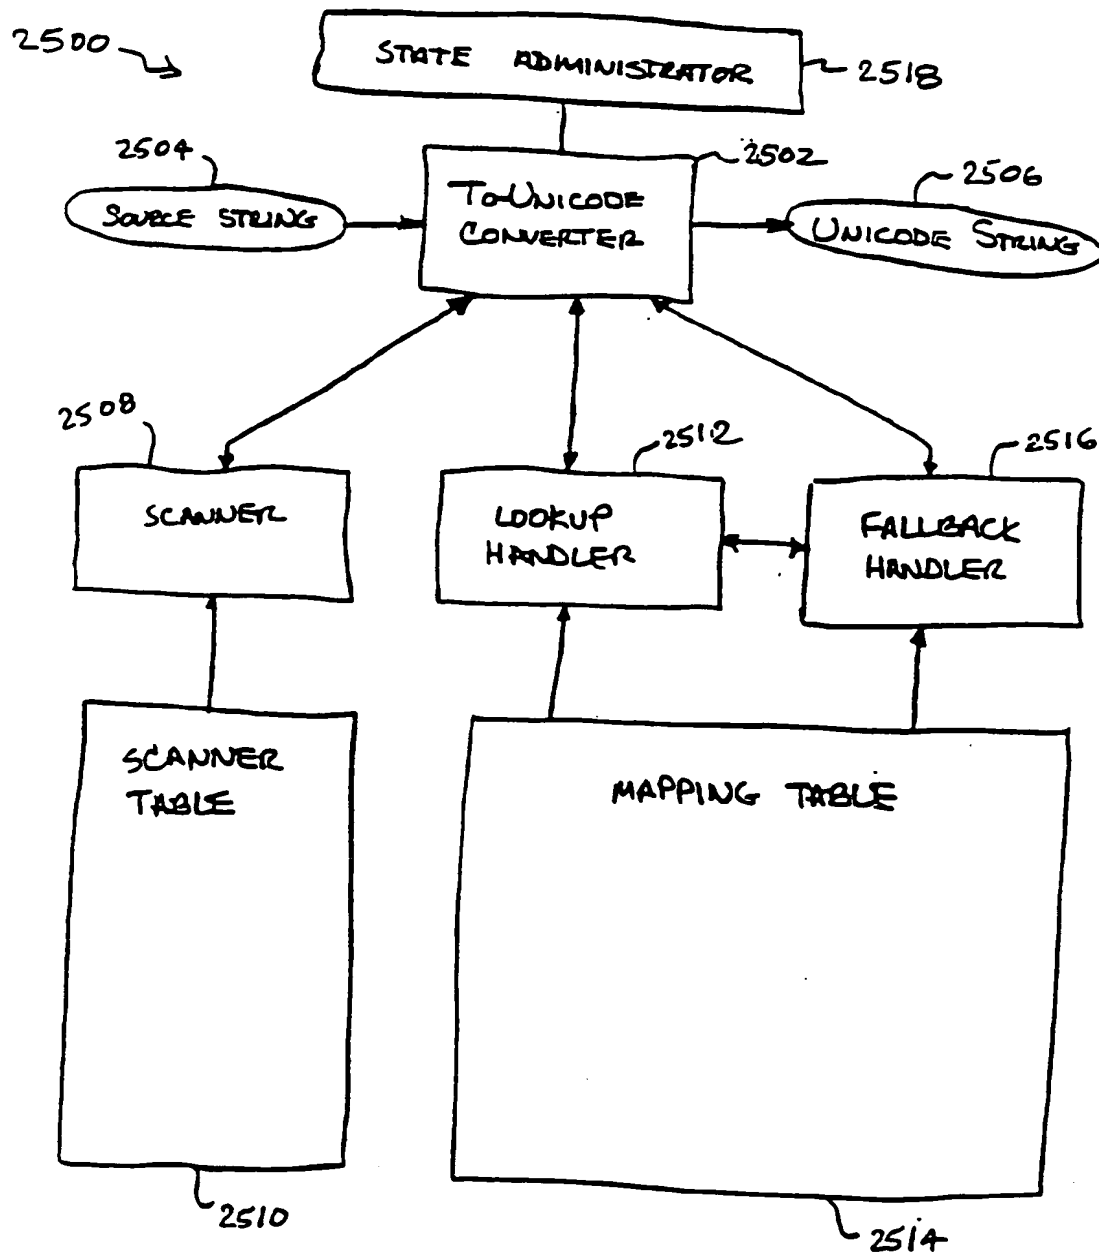 2500
STATE ADMINISTRATOR
2518
2504
2502
2506
SOURCE STRING
TO-UNICODE
CONVERTER
UNICODE STRING
2508
2512
2516
SCANNER
LOOKUP
HANDLER
FALLBACK
HANDLER
SCANNER
TABLE
MAPPING TABLE
2510
2514